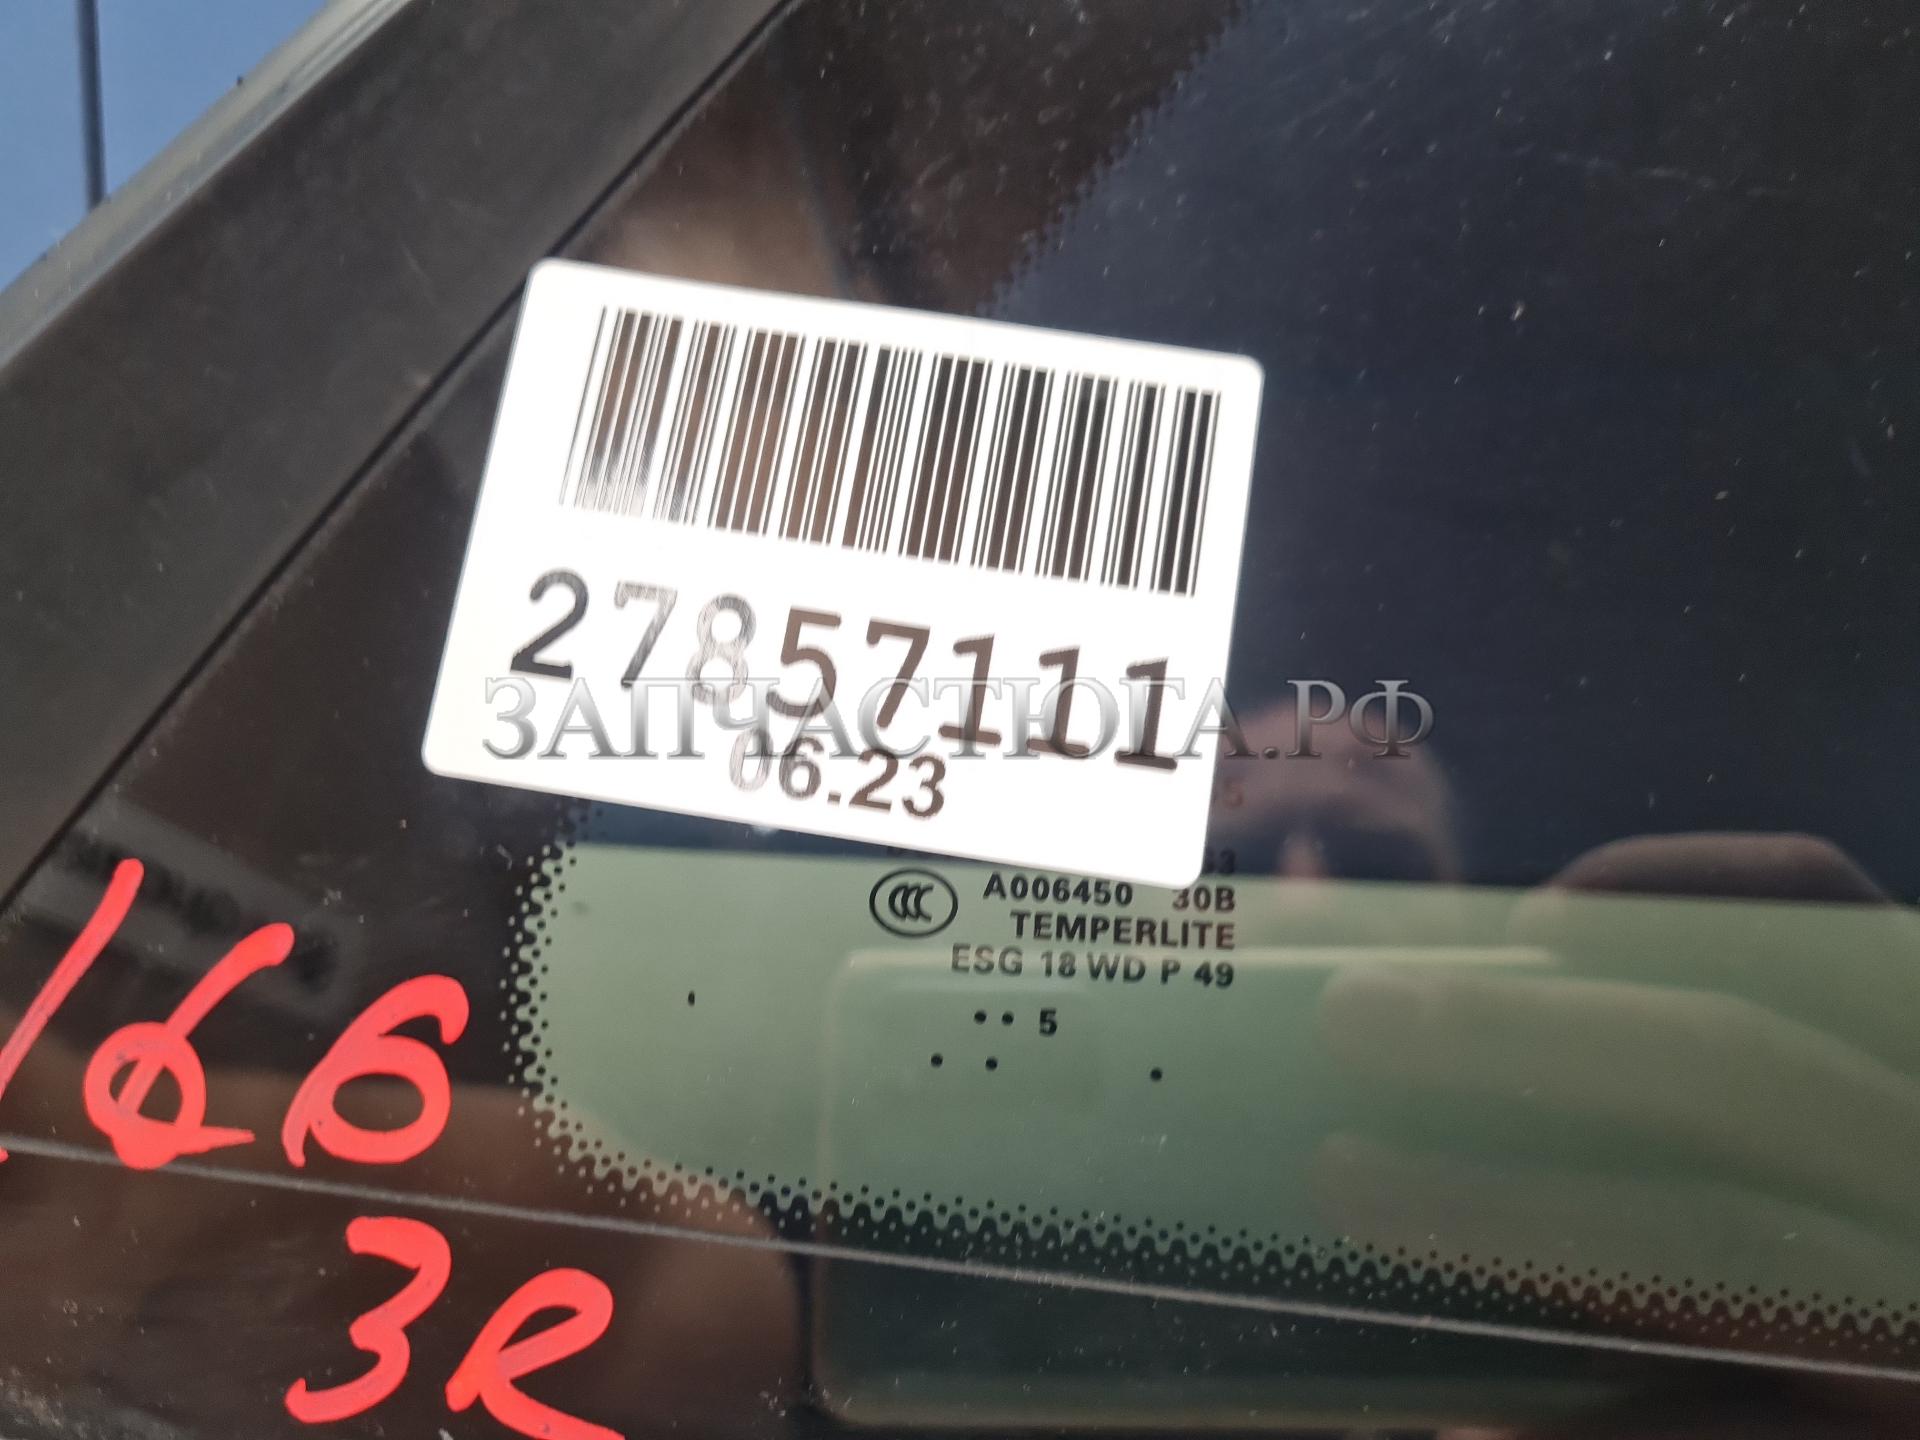 27857111
ЗАПЧАСТЮГА.РФ
06.23
A006450 30B
TEMPERLITE
ESG 18 WD P 49
•• 5
166
3R